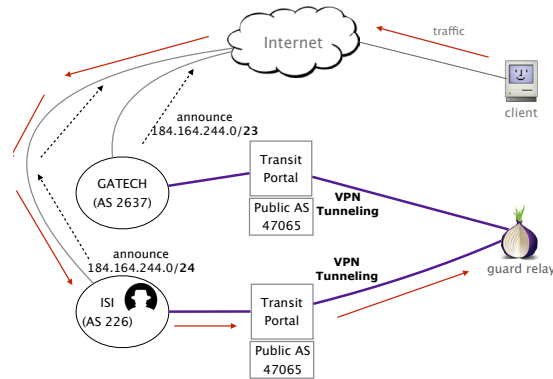 Internet
traffic
client
announce
184.164.244.0/23
GATECH
(AS 2637)
Transit
Portal
Public AS
47065
VPN
Tunneling
guard relay
announce
184.164.244.0/24
ISI
(AS 226)
VPN
Tunneling
Transit
Portal
Public AS
47065